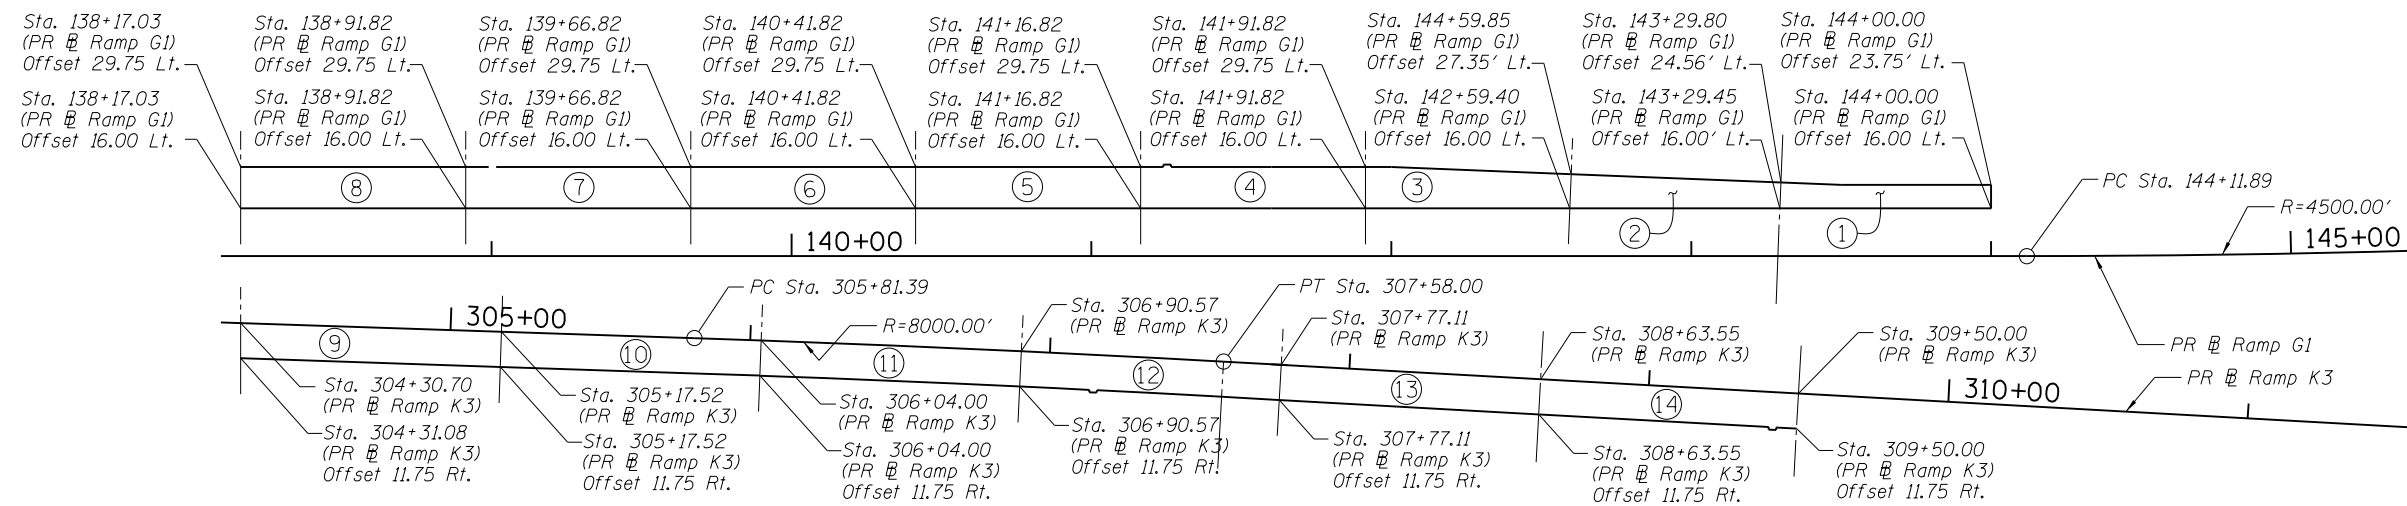 Sta. 138+17.03
(PR ℄ Ramp G1)
Offset 29.75 Lt.
Sta. 138+91.82
(PR ℄ Ramp G1)
Offset 29.75 Lt.
Sta. 139+66.82
(PR ℄ Ramp G1)
Offset 29.75 Lt.
Sta. 140+41.82
(PR ℄ Ramp G1)
Offset 29.75 Lt.
Sta. 141+16.82
(PR ℄ Ramp G1)
Offset 29.75 Lt.
Sta. 141+91.82
(PR ℄ Ramp G1)
Offset 29.75 Lt.
Sta. 144+59.85
(PR ℄ Ramp G1)
Offset 27.35' Lt.
Sta. 143+29.80
(PR ℄ Ramp G1)
Offset 24.56' Lt.
Sta. 144+00.00
(PR ℄ Ramp G1)
Offset 23.75' Lt.
Sta. 138+17.03
(PR ℄ Ramp G1)
Offset 16.00 Lt.
Sta. 138+91.82
(PR ℄ Ramp G1)
Offset 16.00 Lt.
Sta. 139+66.82
(PR ℄ Ramp G1)
Offset 16.00 Lt.
Sta. 140+41.82
(PR ℄ Ramp G1)
Offset 16.00 Lt.
Sta. 141+16.82
(PR ℄ Ramp G1)
Offset 16.00 Lt.
Sta. 141+91.82
(PR ℄ Ramp G1)
Offset 16.00 Lt.
Sta. 142+59.40
(PR ℄ Ramp G1)
Offset 16.00 Lt.
Sta. 143+29.45
(PR ℄ Ramp G1)
Offset 16.00' Lt.
Sta. 144+00.00
(PR ℄ Ramp G1)
Offset 16.00 Lt.
8
7
6
5
4
3
2
1
PC Sta. 144+11.89
R=4500.00'
140+00
145+00
PC Sta. 305+81.39
PT Sta. 307+58.00
305+00
R=8000.00'
Sta. 306+90.57
(PR ℄ Ramp K3)
Sta. 307+77.11
(PR ℄ Ramp K3)
Sta. 308+63.55
(PR ℄ Ramp K3)
Sta. 309+50.00
(PR ℄ Ramp K3)
PR ℄ Ramp G1
PR ℄ Ramp K3
9
10
11
12
13
14
310+00
Sta. 304+30.70
(PR ℄ Ramp K3)
Sta. 305+17.52
(PR ℄ Ramp K3)
Sta. 306+04.00
(PR ℄ Ramp K3)
Sta. 304+31.08
(PR ℄ Ramp K3)
Offset 11.75 Rt.
Sta. 305+17.52
(PR ℄ Ramp K3)
Offset 11.75 Rt.
Sta. 306+04.00
(PR ℄ Ramp K3)
Offset 11.75 Rt.
Sta. 306+90.57
(PR ℄ Ramp K3)
Offset 11.75 Rt.
Sta. 307+77.11
(PR ℄ Ramp K3)
Offset 11.75 Rt.
Sta. 308+63.55
(PR ℄ Ramp K3)
Offset 11.75 Rt.
Sta. 309+50.00
(PR ℄ Ramp K3)
Offset 11.75 Rt.